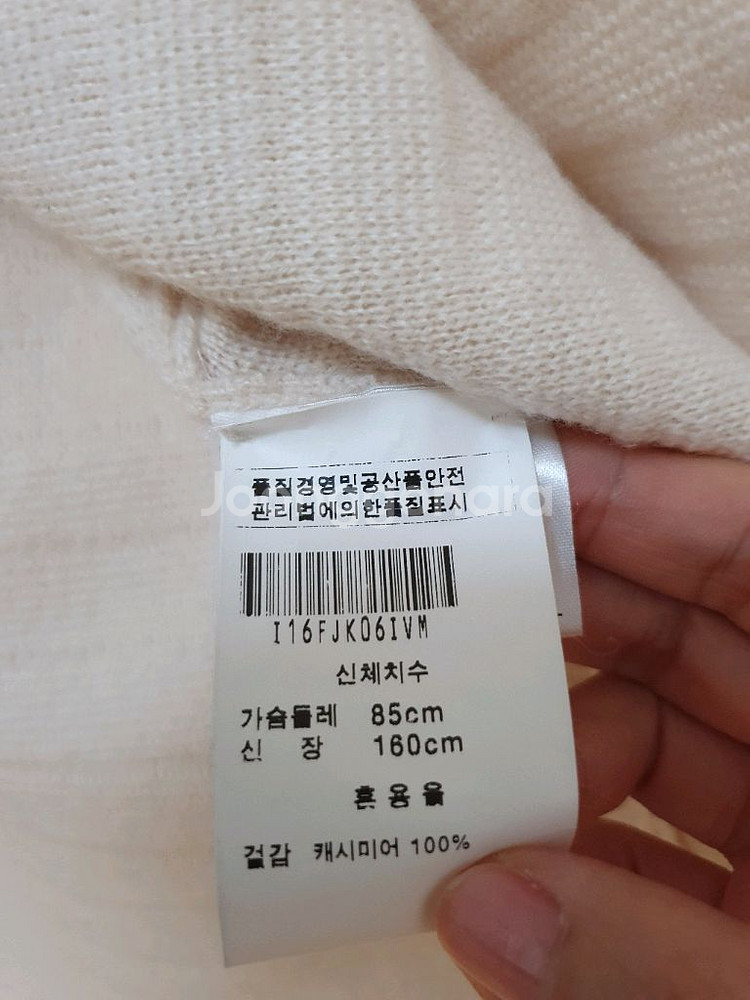 품질경영및공산품안전
관리법에의한품질표시
I16FJK06IVM
신체치수
가슴둘레 85cm
신 장 160cm
혼용율
겉감 캐시미어 100%